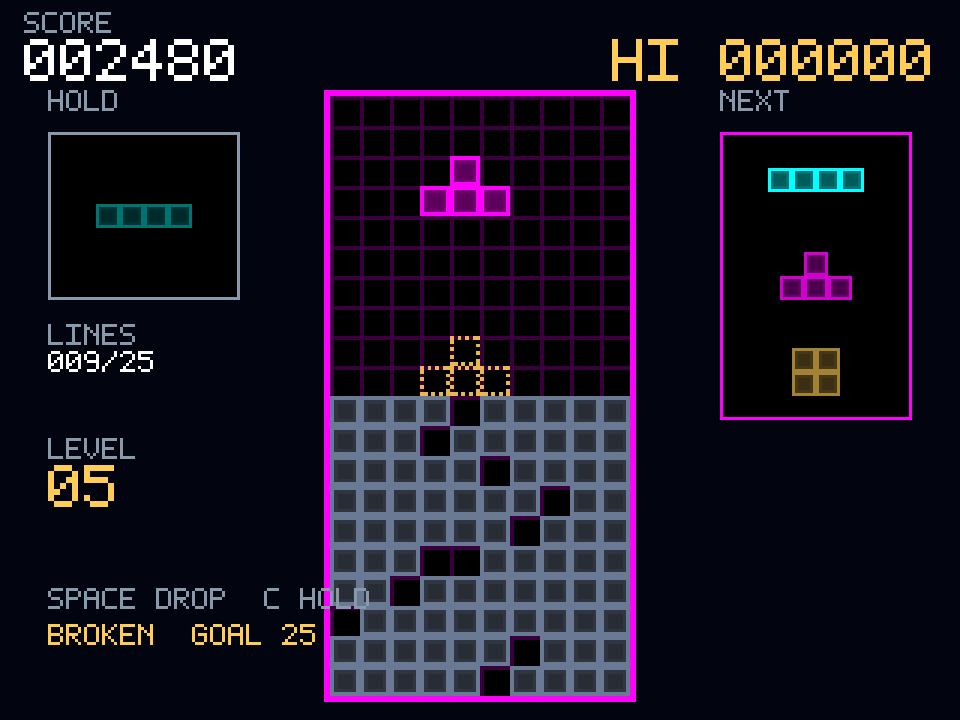 SCORE
002480
HI 000000
HOLD
NEXT
LINES
009/25
LEVEL
05
SPACE DROP  C HOLD
BROKEN  GOAL 25